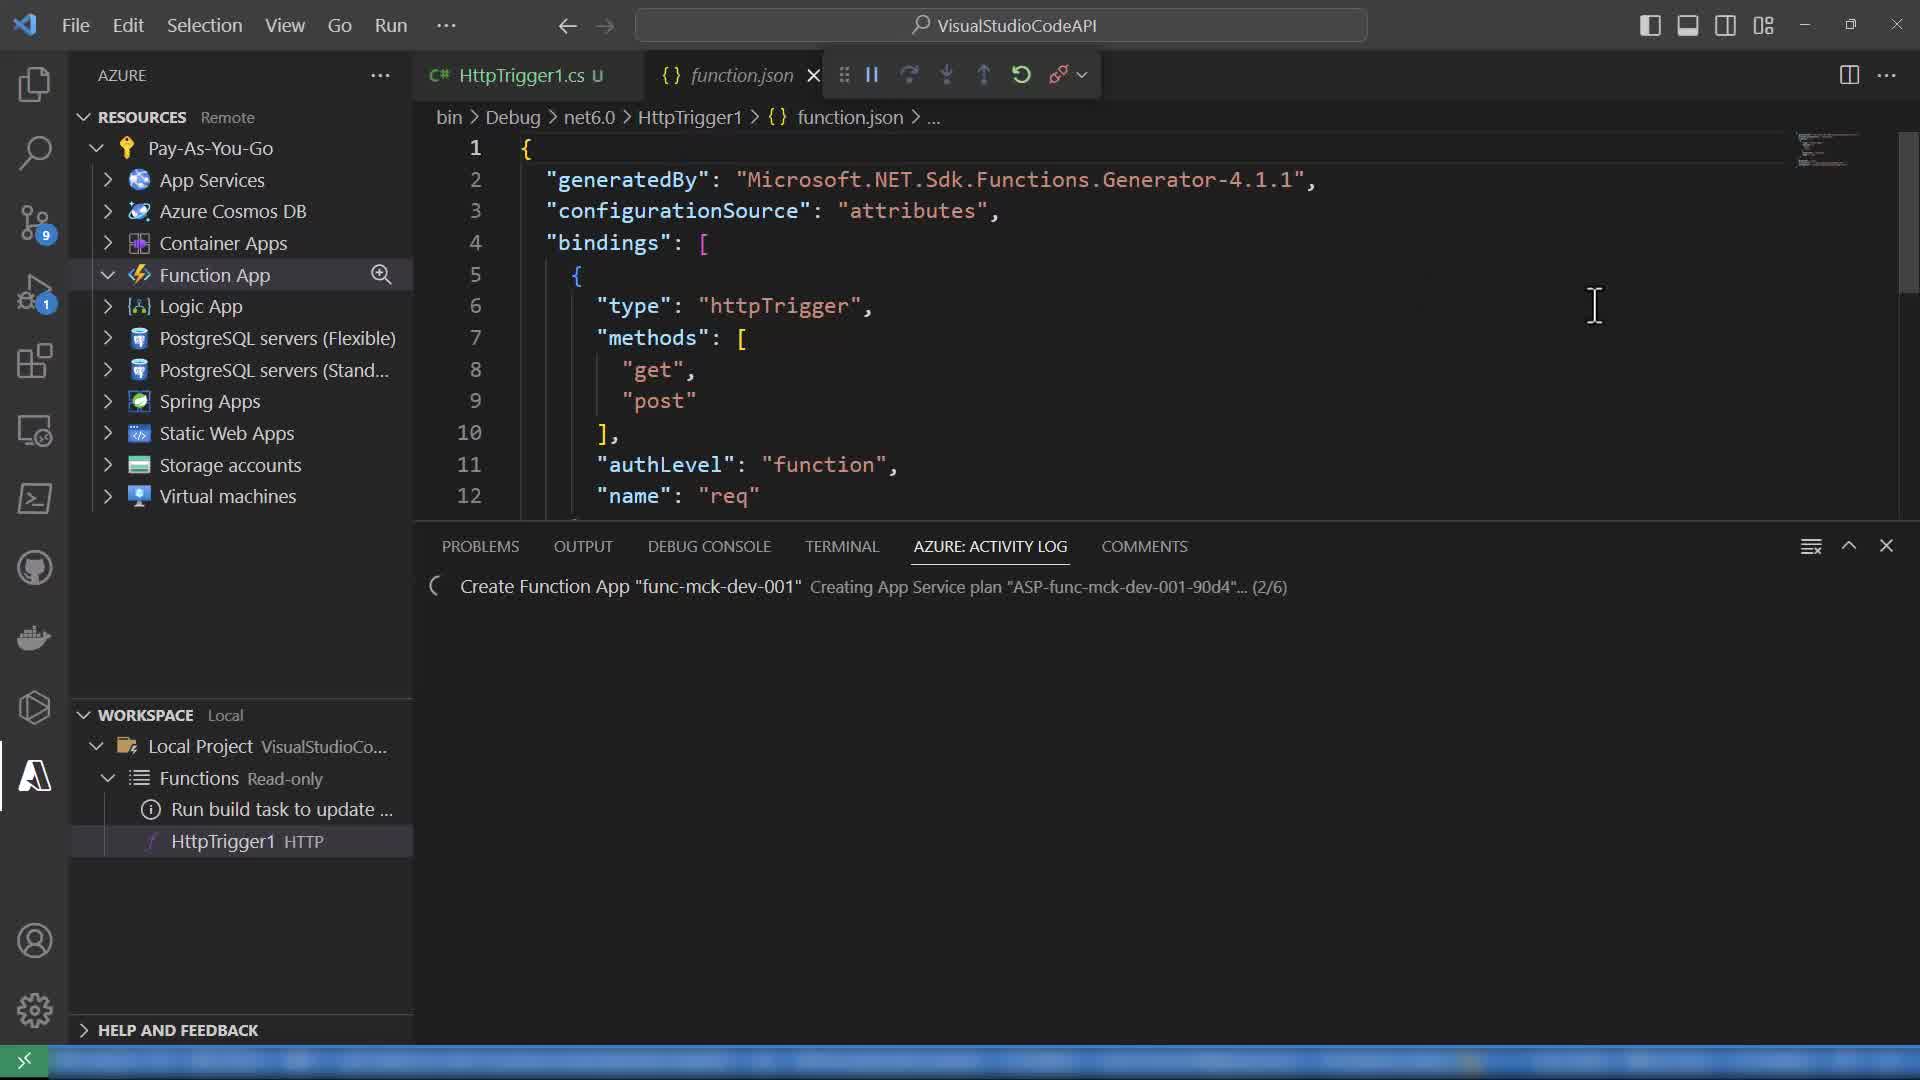 File Edit Selection View Go Run ...
VisualStudioCodeAPI
AZURE
RESOURCES Remote
Pay-As-You-Go
App Services
Azure Cosmos DB
Container Apps
Function App
Logic App
PostgreSQL servers (Flexible)
PostgreSQL servers (Stand...
Spring Apps
Static Web Apps
Storage accounts
Virtual machines
9
1
WORKSPACE Local
Local Project VisualStudioCo...
Functions Read-only
Run build task to update ...
HttpTrigger1 HTTP
HELP AND FEEDBACK
C# HttpTrigger1.cs U
{} function.json
bin > Debug > net6.0 > HttpTrigger1 > {} function.json > ...
1 {
2 "generatedBy": "Microsoft.NET.Sdk.Functions.Generator-4.1.1",
3 "configurationSource": "attributes",
4 "bindings": [
5 {
6 "type": "httpTrigger",
7 "methods": [
8 "get",
9 "post"
10 ],
11 "authLevel": "function",
12 "name": "req"
PROBLEMS OUTPUT DEBUG CONSOLE TERMINAL AZURE: ACTIVITY LOG COMMENTS
Create Function App "func-mck-dev-001" Creating App Service plan "ASP-func-mck-dev-001-90d4"... (2/6)